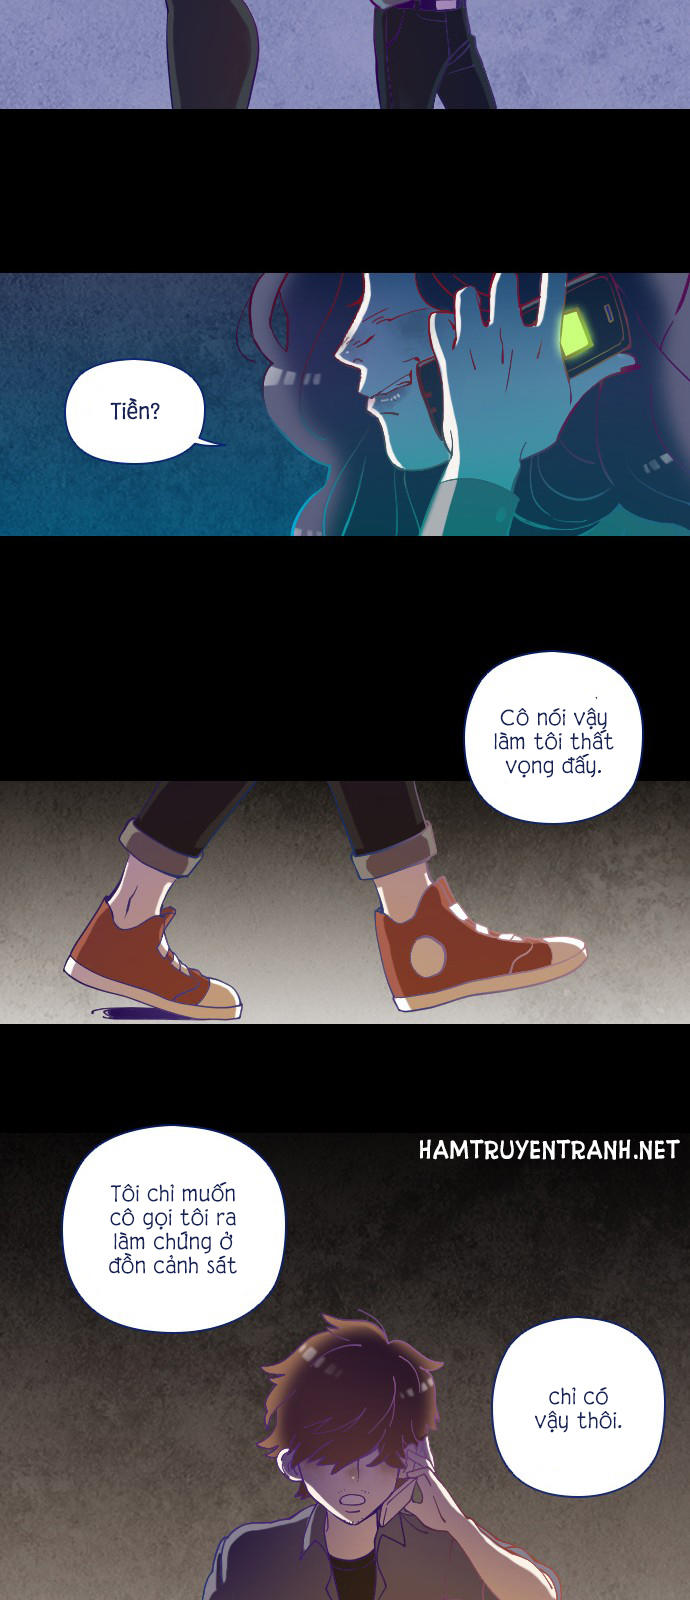 Tiền?
Cô nói vậy
làm tôi thất
vọng đấy.
HAMTRUYENTRANH.NET
Tôi chỉ muốn
cô gọi tôi ra
làm chứng ở
đồn cảnh sát
chỉ có
vậy thôi.